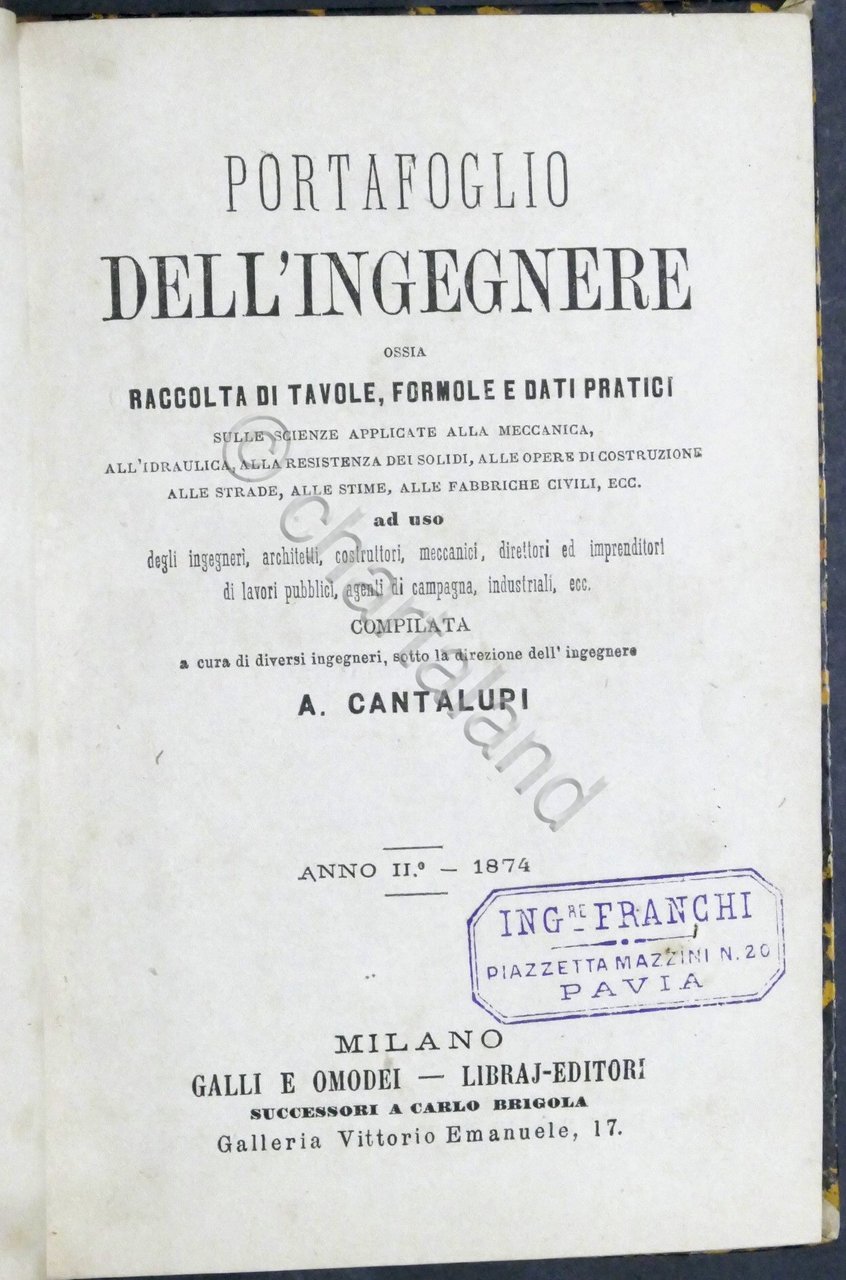 PORTAFOGLIO
DELL'INGEGNERE
OSSIA
RACCOLTA DI TAVOLE, FORMOLE E DATI PRATICI
SULLE SCIENZE APPLICATE ALLA MECCANICA,
ALL'IDRAULICA, ALLA RESISTENZA DEI SOLIDI, ALLE OPERE DI COSTRUZIONE
ALLE STRADE, ALLE STIME, ALLE FABBRICHE CIVILI, ECC.
ad uso
degli ingegneri, architetti, costruttori, meccanici, direttori ed imprenditori
di lavori pubblici, agenti di campagna, industriali, ecc.
COMPILATA
a cura di diversi ingegneri, sotto la direzione dell' ingegnere
A. CANTALUPI
© chartaland
ANNO II.° — 1874
ING.RE FRANCHI
PIAZZETTA MAZZINI N. 20
PAVIA
MILANO
GALLI E OMODEI — LIBRAJ-EDITORI
SUCCESSORI A CARLO BRIGOLA
Galleria Vittorio Emanuele, 17.